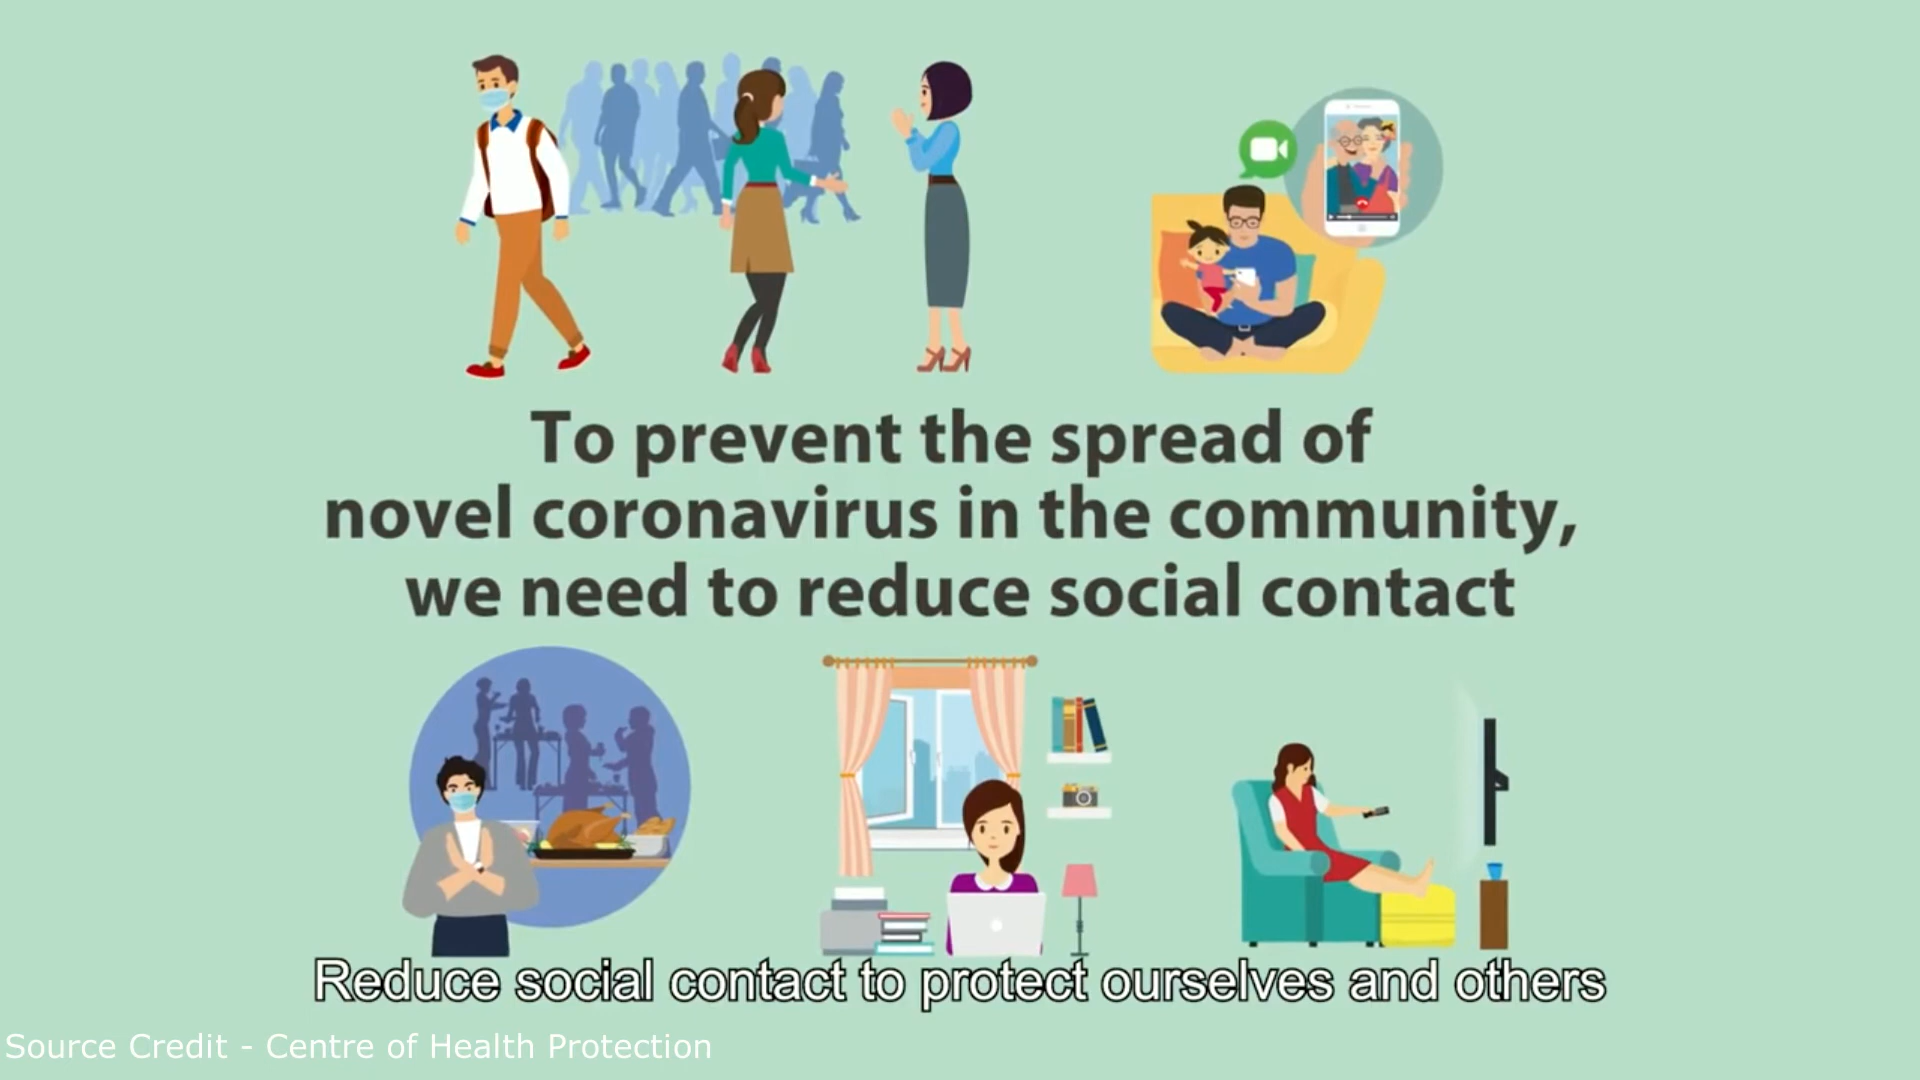 To prevent the spread of
novel coronavirus in the community,
we need to reduce social contact
Reduce social contact to protect ourselves and others
Source Credit - Centre of Health Protection